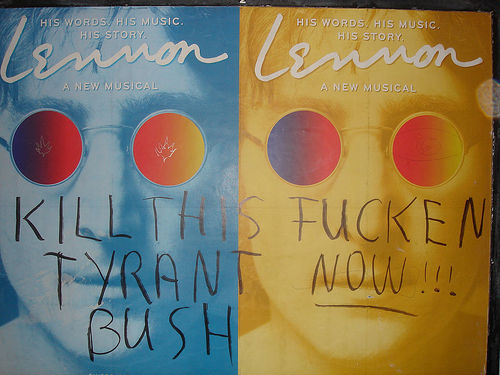 HIS WORDS. HIS MUSIC.
HIS STORY.
Lennon
A NEW MUSICAL
HIS WORDS. HIS MUSIC.
HIS STORY.
Lennon
A NEW MUSICAL
KILL THIS FUCKEN
TYRANT NOW!!!
BUSH